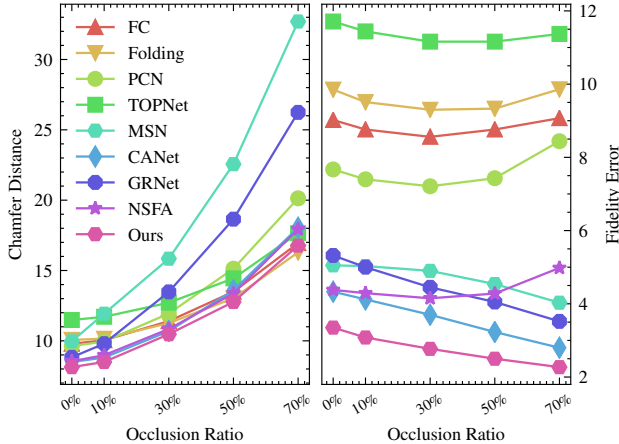 FC
Folding
PCN
TOPNet
MSN
CANet
GRNet
NSFA
Ours
Chamfer Distance
30
25
20
15
10
0%
10%
30%
50%
70%
Occlusion Ratio
12
10
8
6
4
2
Fidelity Error
0%
10%
30%
50%
70%
Occlusion Ratio